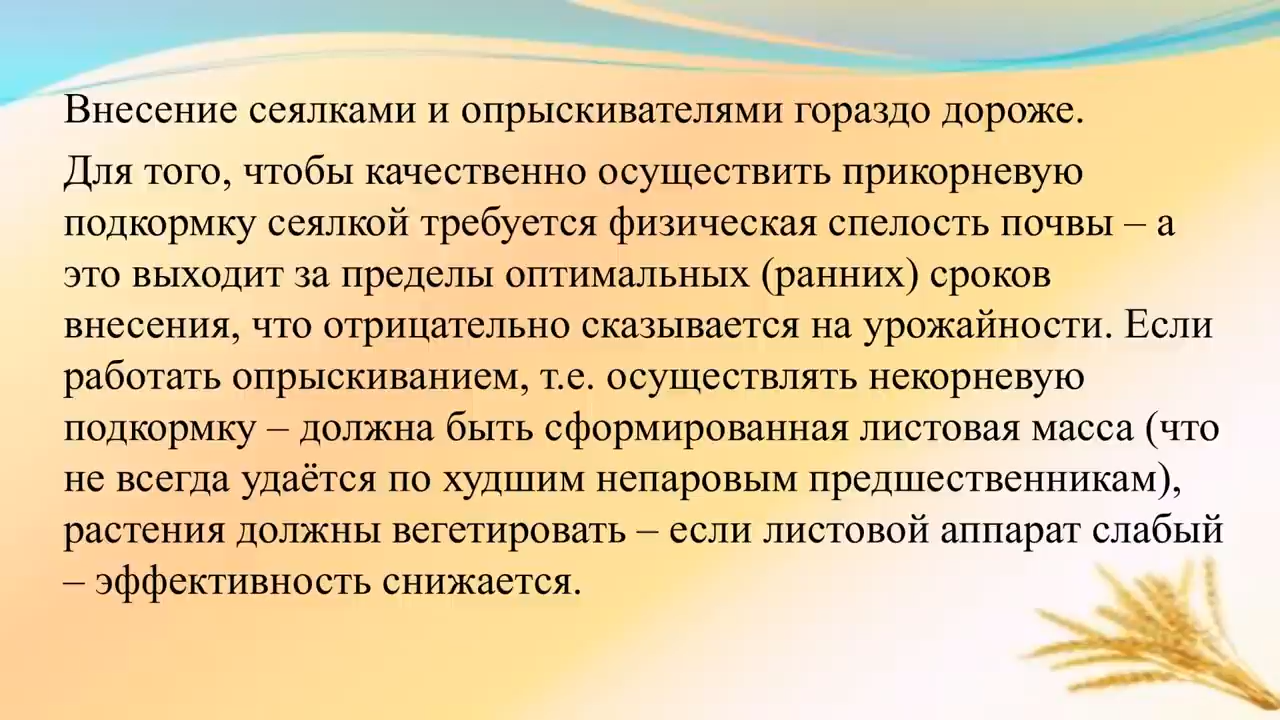 Внесение сеялками и опрыскивателями гораздо дороже.
Для того, чтобы качественно осуществить прикорневую
подкормку сеялкой требуется физическая спелость почвы – а
это выходит за пределы оптимальных (ранних) сроков
внесения, что отрицательно сказывается на урожайности. Если
работать опрыскиванием, т.е. осуществлять некорневую
подкормку – должна быть сформированная листовая масса (что
не всегда удаётся по худшим непаровым предшественникам),
растения должны вегетировать – если листовой аппарат слабый
– эффективность снижается.